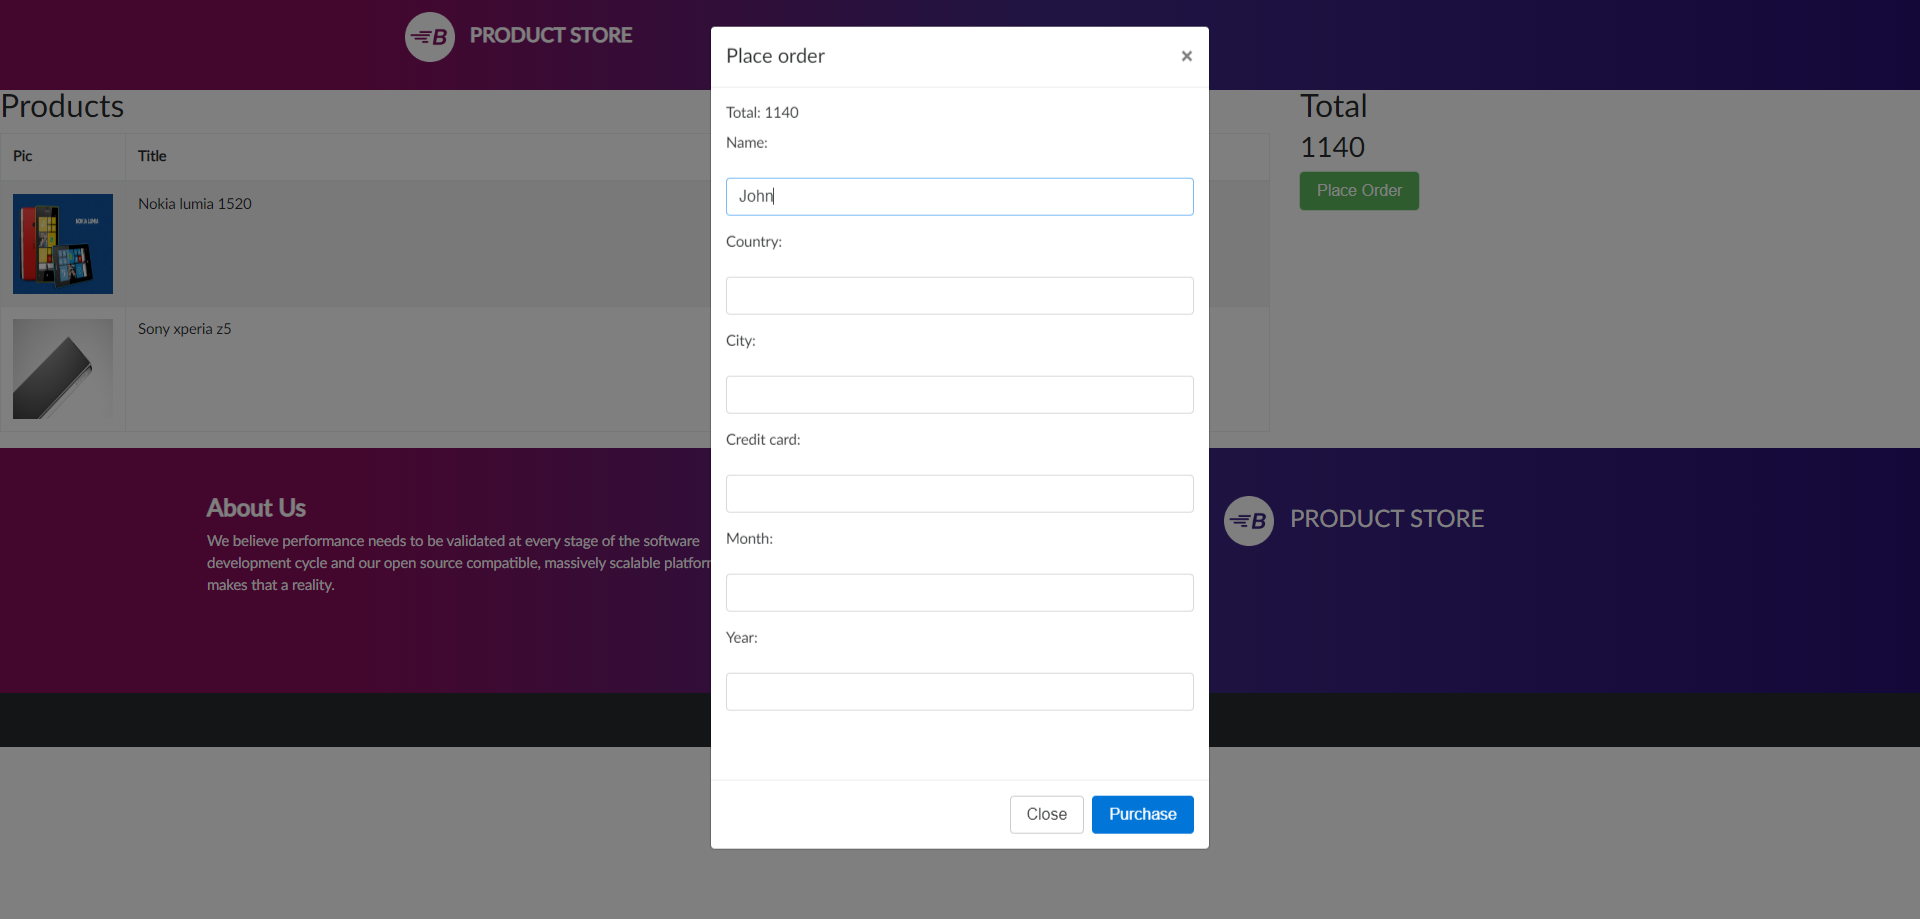 B PRODUCT STORE
Place order ×
Products
Pic Title
NOKIA LUMIA
Nokia lumia 1520
Sony xperia z5
Total: 1140
Name:
John
Country:
City:
Credit card:
Month:
Year:
Close Purchase
Total
1140
Place Order
About Us
We believe performance needs to be validated at every stage of the software
development cycle and our open source compatible, massively scalable platfor
makes that a reality.
B PRODUCT STORE